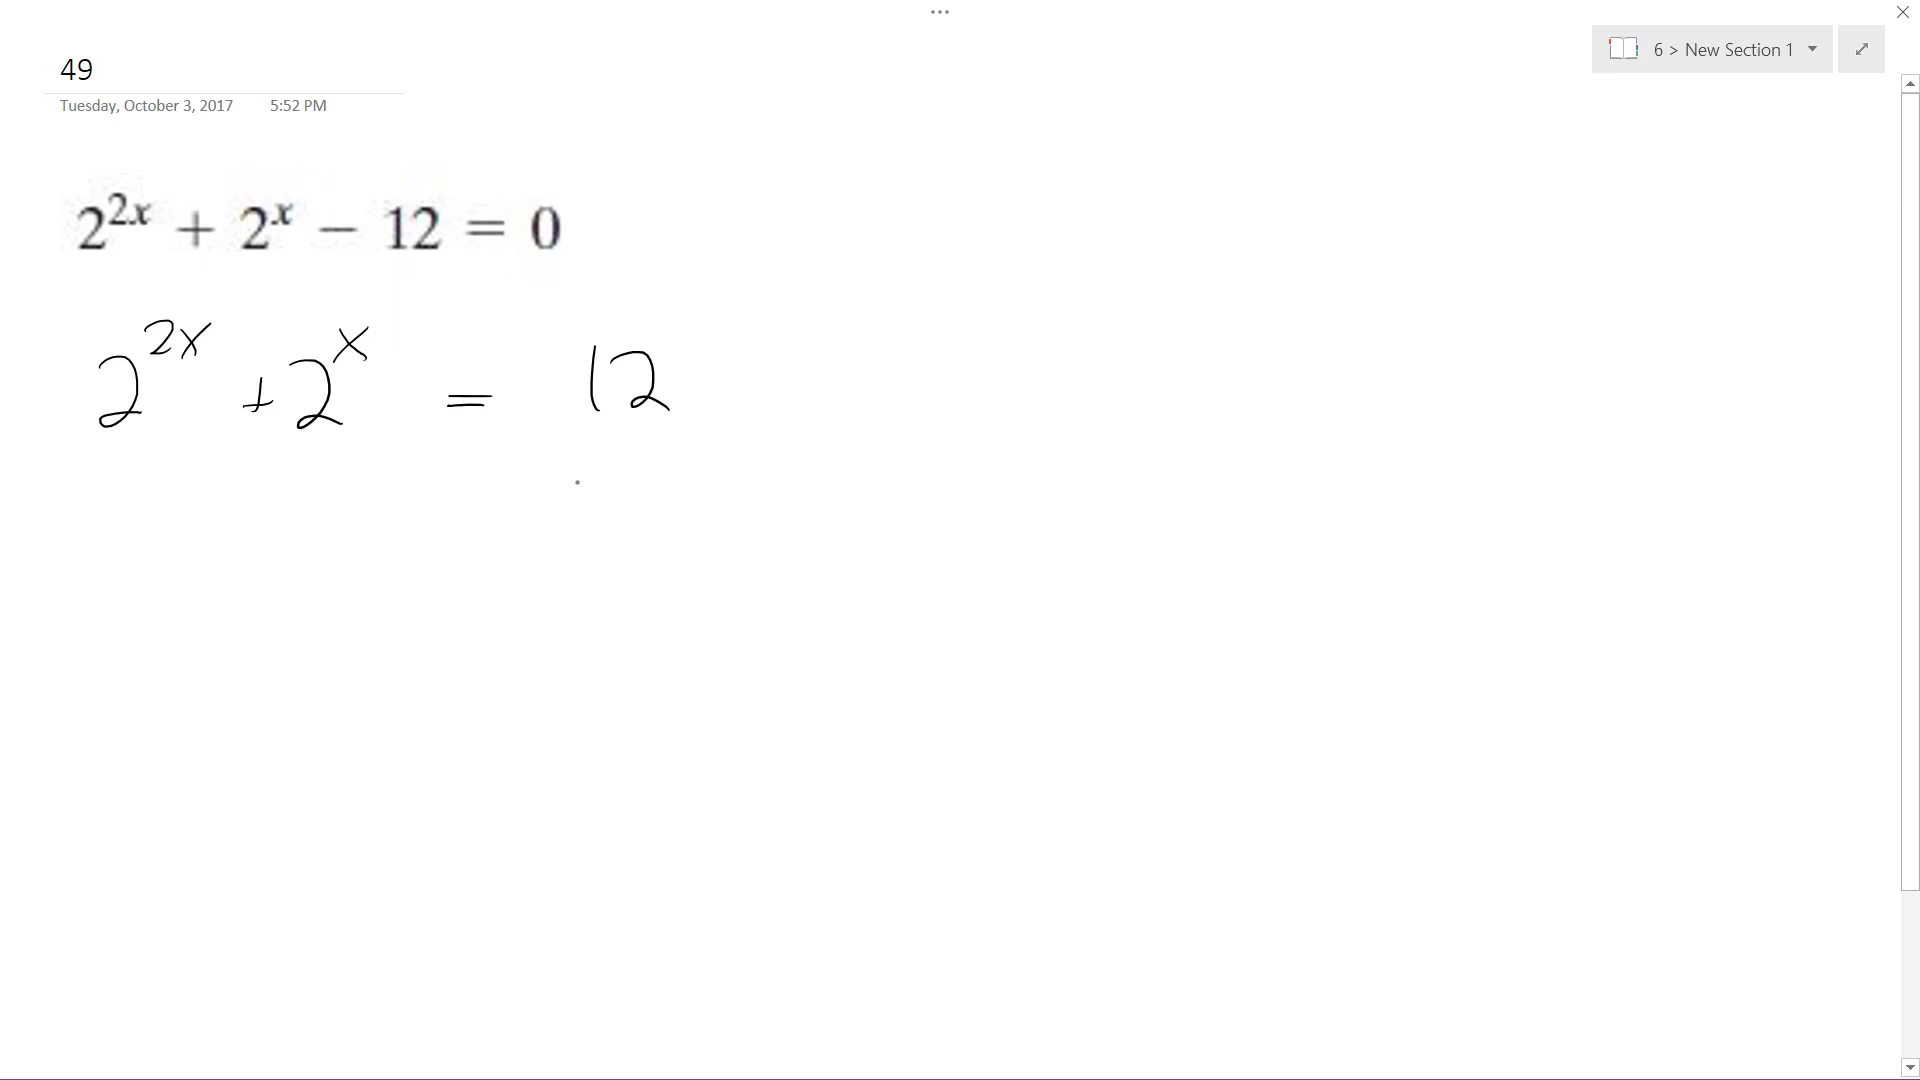 ...
6 > New Section 1
49
Tuesday, October 3, 2017 5:52 PM
2^{2x} + 2^x − 12 = 0
2^{2x} + 2^x = 12